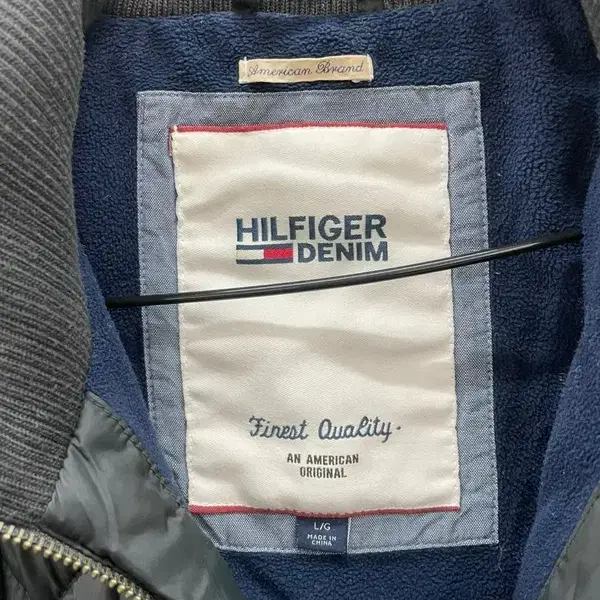 American Brand
HILFIGER
DENIM
Finest Quality.
AN AMERICAN
ORIGINAL
L/G
MADE IN
CHINA